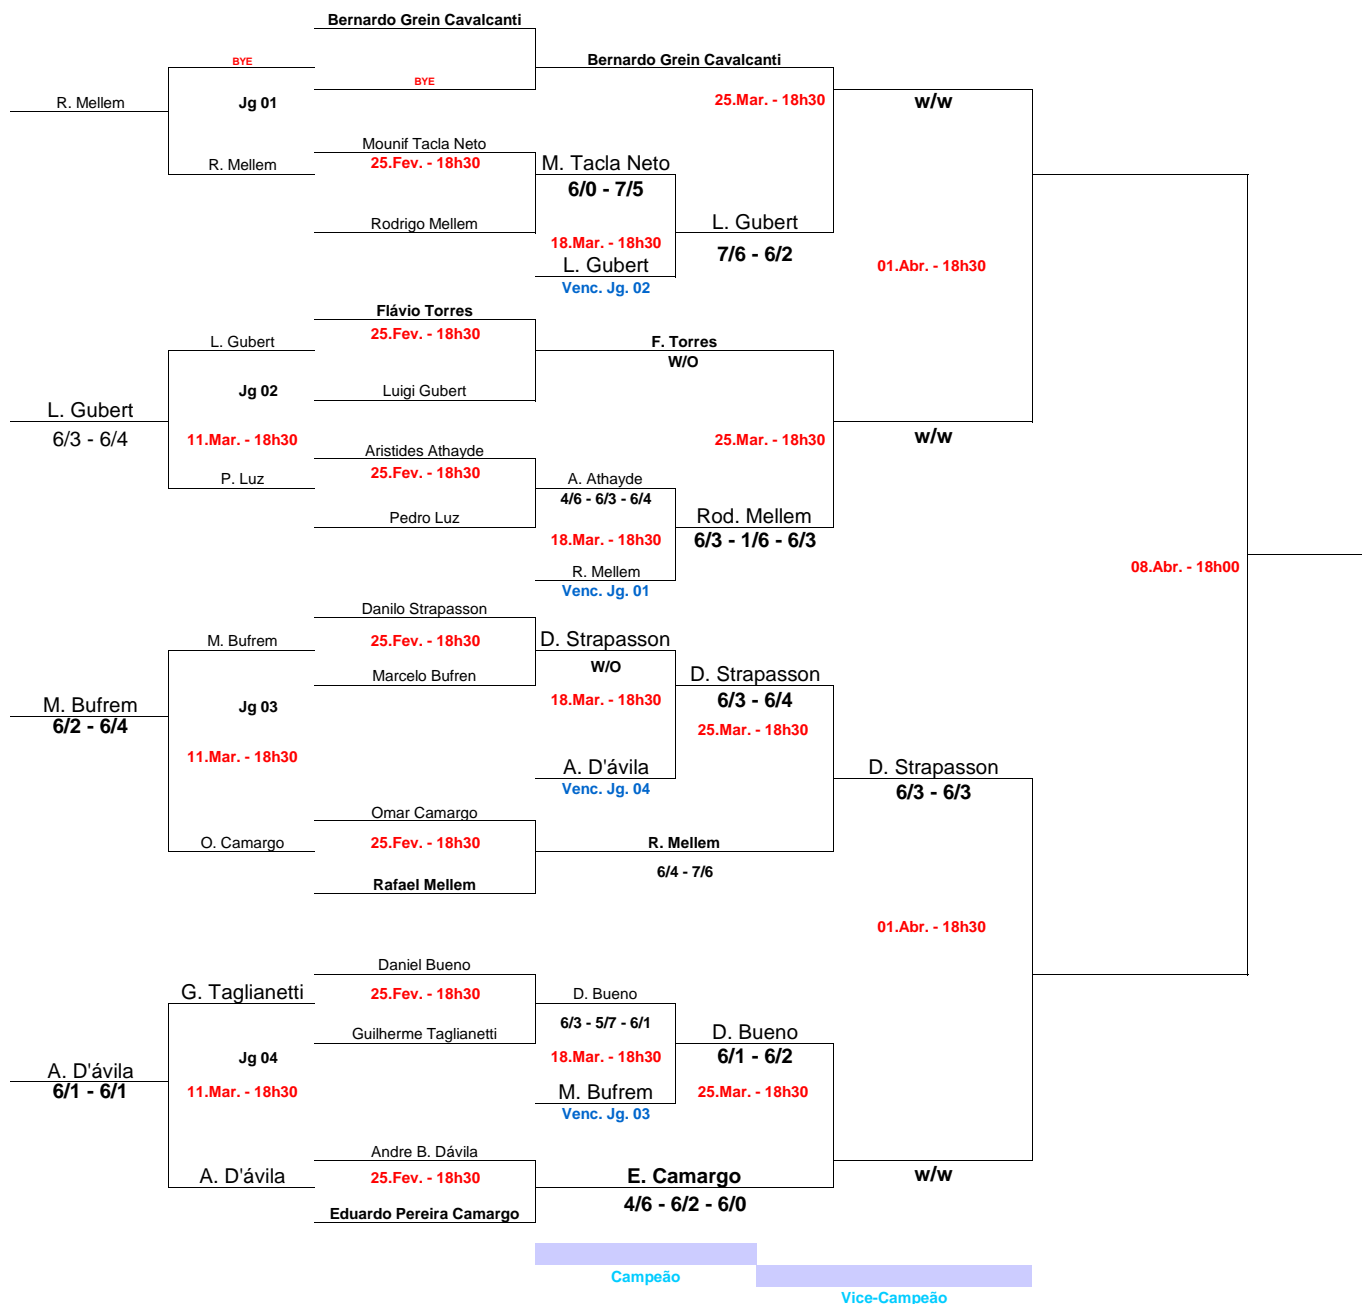 Bernardo Grein Cavalcanti
BYE
Bernardo Grein Cavalcanti
BYE
R. Mellem
Jg 01
25.Mar. - 18h30
w/w
Mounif Tacla Neto
R. Mellem
25.Fev. - 18h30
M. Tacla Neto
6/0 - 7/5
Rodrigo Mellem
L. Gubert
18.Mar. - 18h30
7/6 - 6/2
L. Gubert
01.Abr. - 18h30
Venc. Jg. 02
Flávio Torres
L. Gubert
25.Fev. - 18h30
F. Torres
W/O
Jg 02
Luigi Gubert
L. Gubert
6/3 - 6/4
11.Mar. - 18h30
25.Mar. - 18h30
w/w
Aristides Athayde
P. Luz
25.Fev. - 18h30
A. Athayde
4/6 - 6/3 - 6/4
Pedro Luz
Rod. Mellem
18.Mar. - 18h30
6/3 - 1/6 - 6/3
R. Mellem
08.Abr. - 18h00
Venc. Jg. 01
Danilo Strapasson
M. Bufrem
25.Fev. - 18h30
D. Strapasson
W/O
Marcelo Bufren
D. Strapasson
M. Bufrem
Jg 03
18.Mar. - 18h30
6/3 - 6/4
6/2 - 6/4
25.Mar. - 18h30
11.Mar. - 18h30
A. D'ávila
D. Strapasson
Venc. Jg. 04
6/3 - 6/3
Omar Camargo
O. Camargo
25.Fev. - 18h30
R. Mellem
6/4 - 7/6
Rafael Mellem
01.Abr. - 18h30
Daniel Bueno
G. Taglianetti
25.Fev. - 18h30
D. Bueno
6/3 - 5/7 - 6/1
Guilherme Taglianetti
D. Bueno
Jg 04
18.Mar. - 18h30
6/1 - 6/2
A. D'ávila
6/1 - 6/1
11.Mar. - 18h30
M. Bufrem
25.Mar. - 18h30
Venc. Jg. 03
Andre B. Dávila
A. D'ávila
25.Fev. - 18h30
E. Camargo
w/w
4/6 - 6/2 - 6/0
Eduardo Pereira Camargo
Campeão
Vice-Campeão